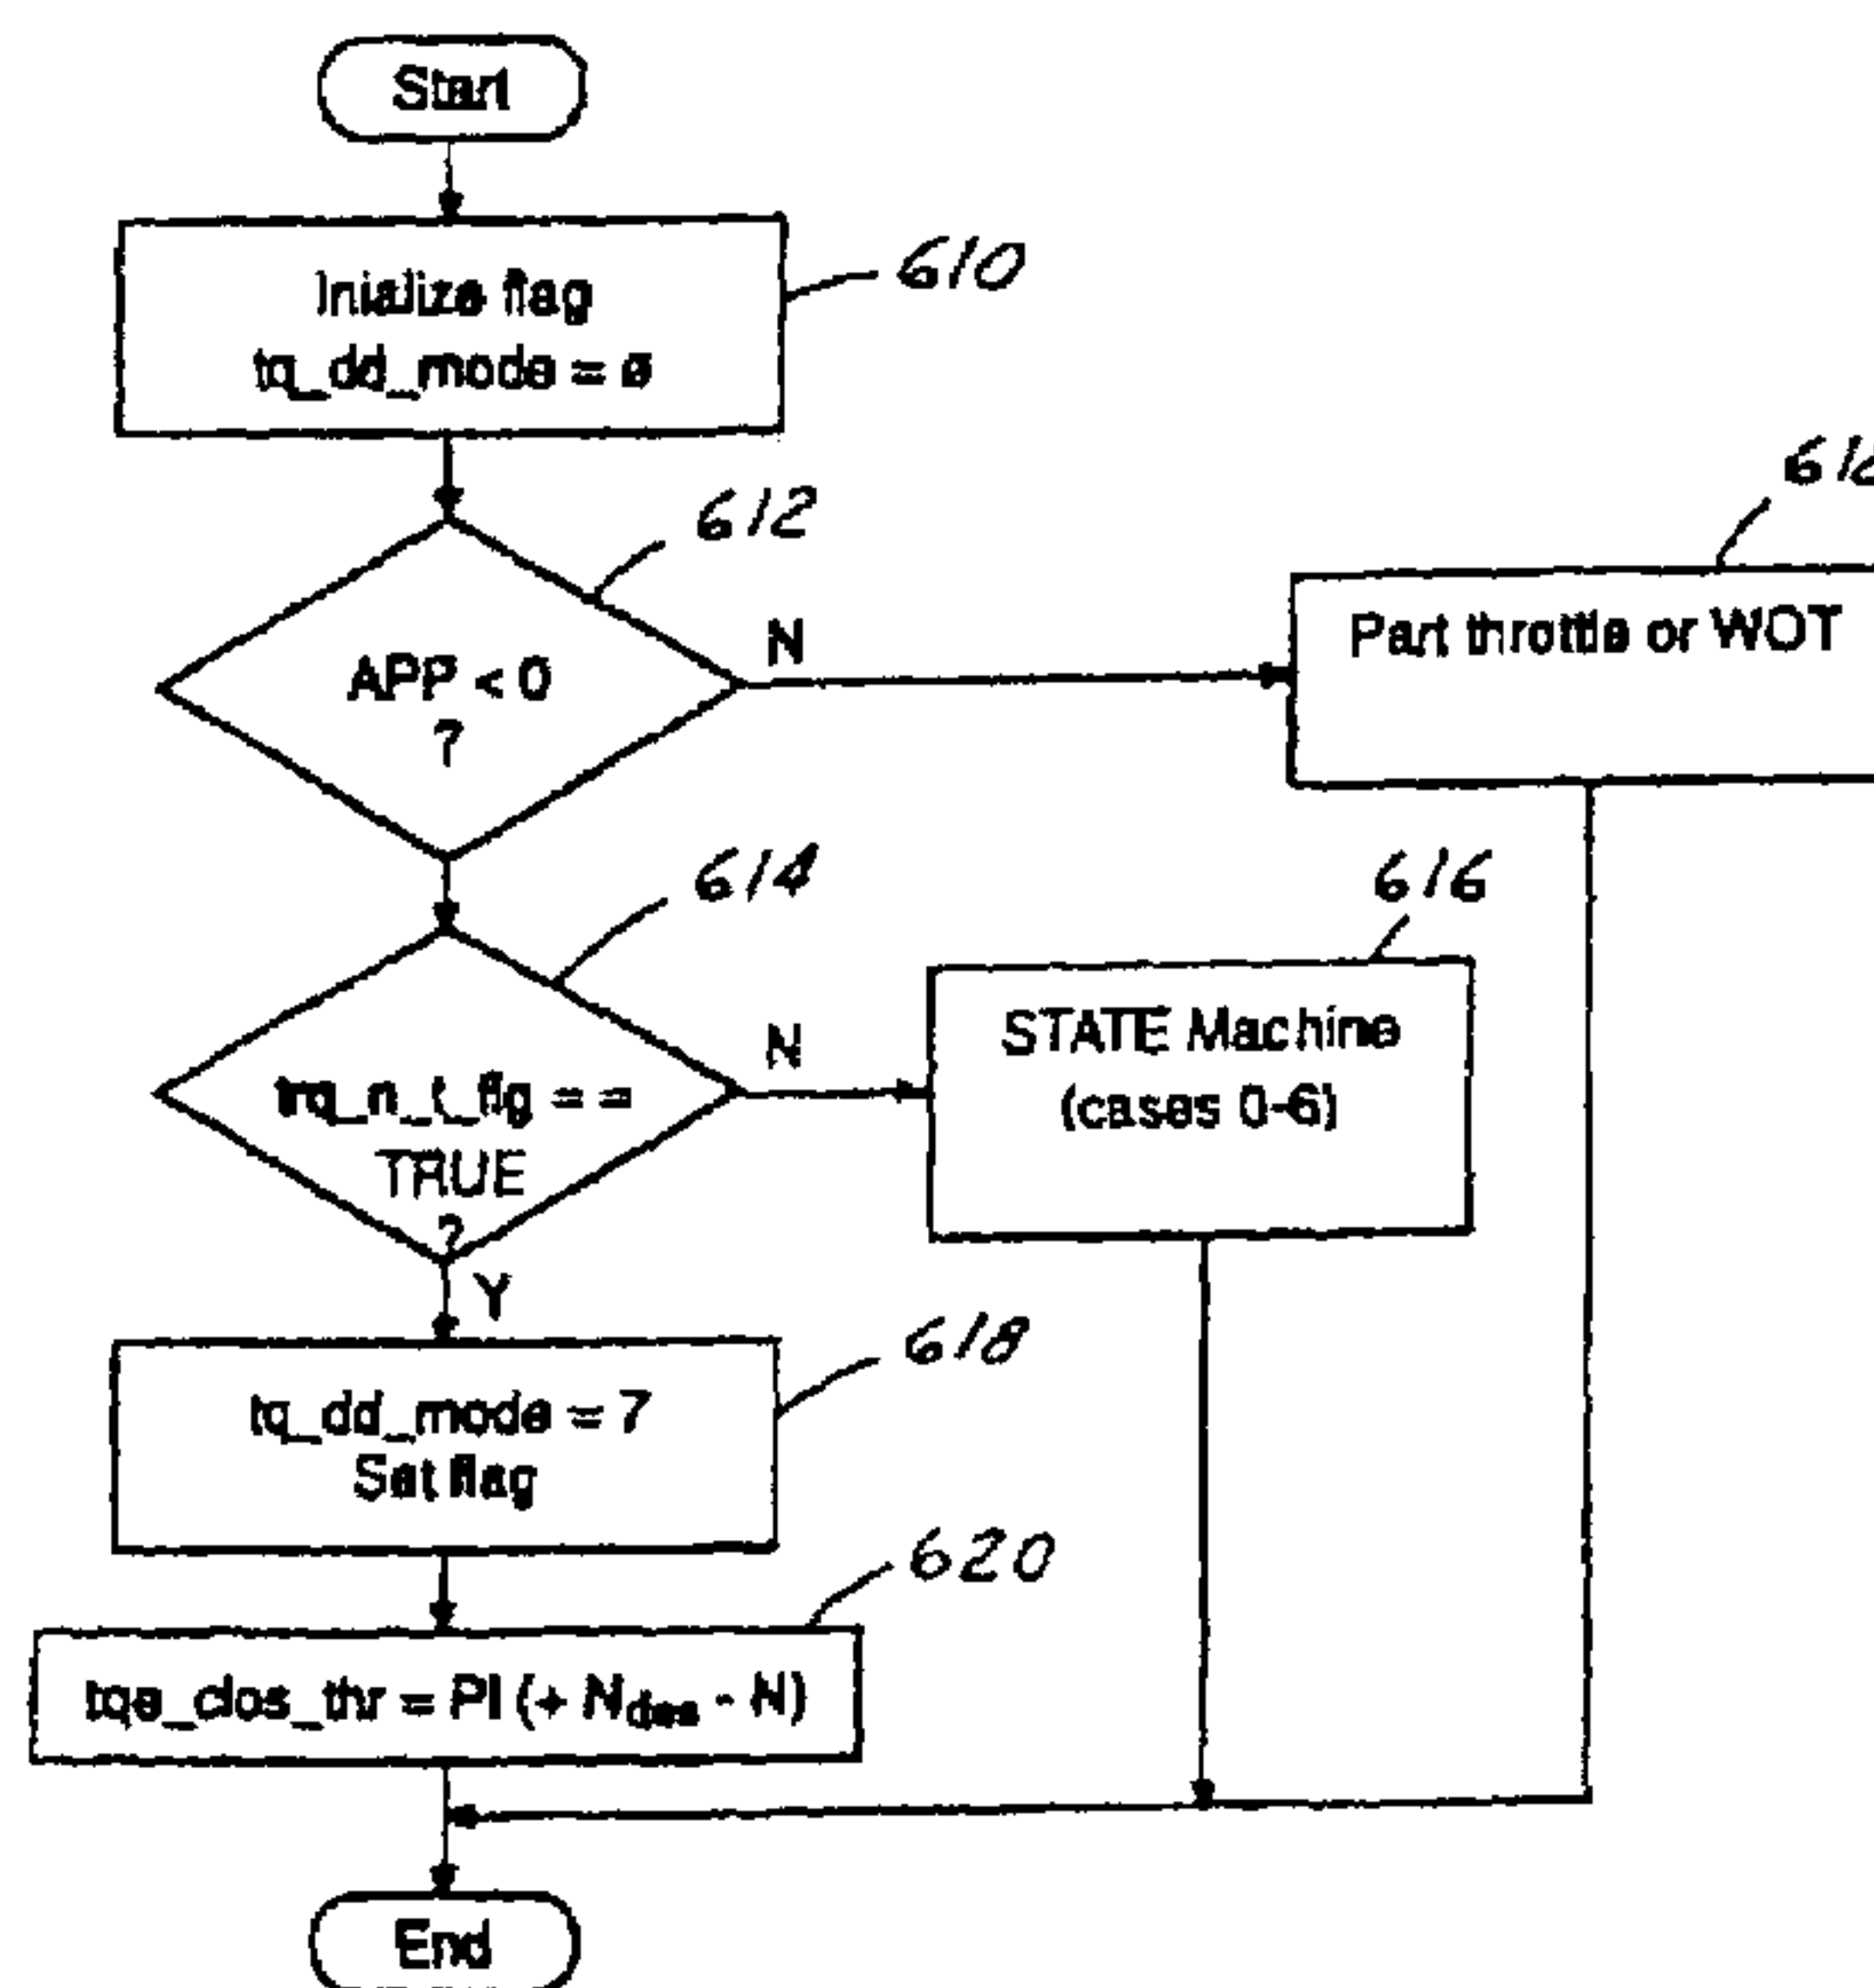 Start
Inialize flag
tq_dd_mode = ø
610
612
APP < 0
?
N
Part throttle or WOT
614
trq_n_t_flg = =
TRUE
?
N
616
STATE Machine
(cases 0-6)
Y
618
tq_dd_mode = 7
Set flag
620
tqe_clos_thr = PI (+ Ndes - N)
End